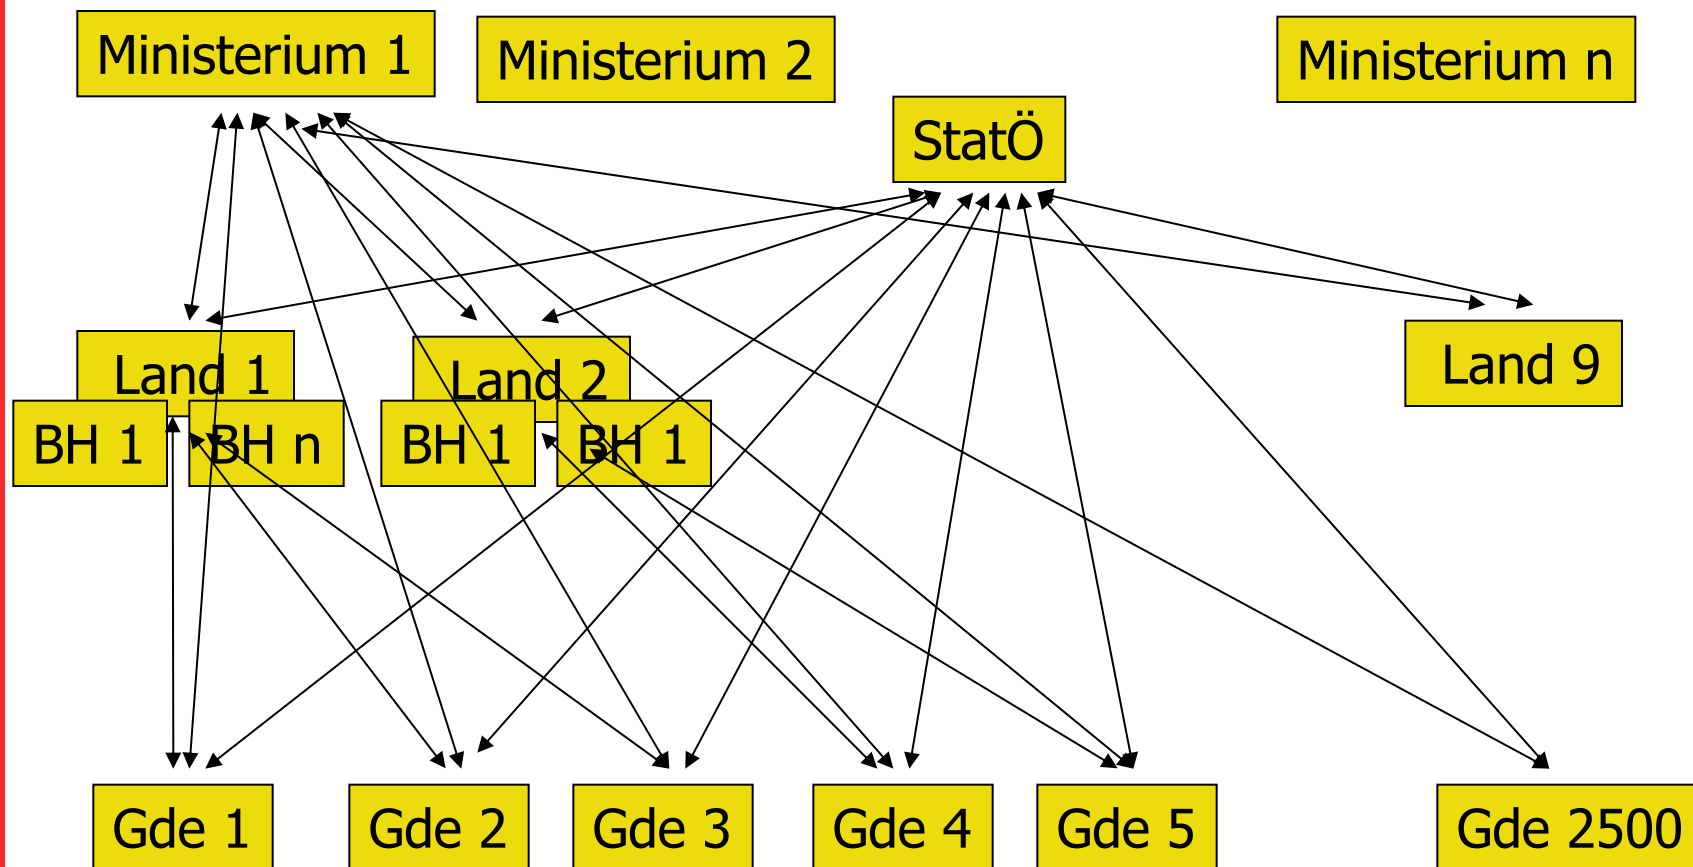 Ministerium 1
Ministerium 2
Ministerium n
StatÖ
Land 1
Land 2
Land 9
BH 1
BH n
BH 1
BH 1
Gde 1
Gde 2
Gde 3
Gde 4
Gde 5
Gde 2500